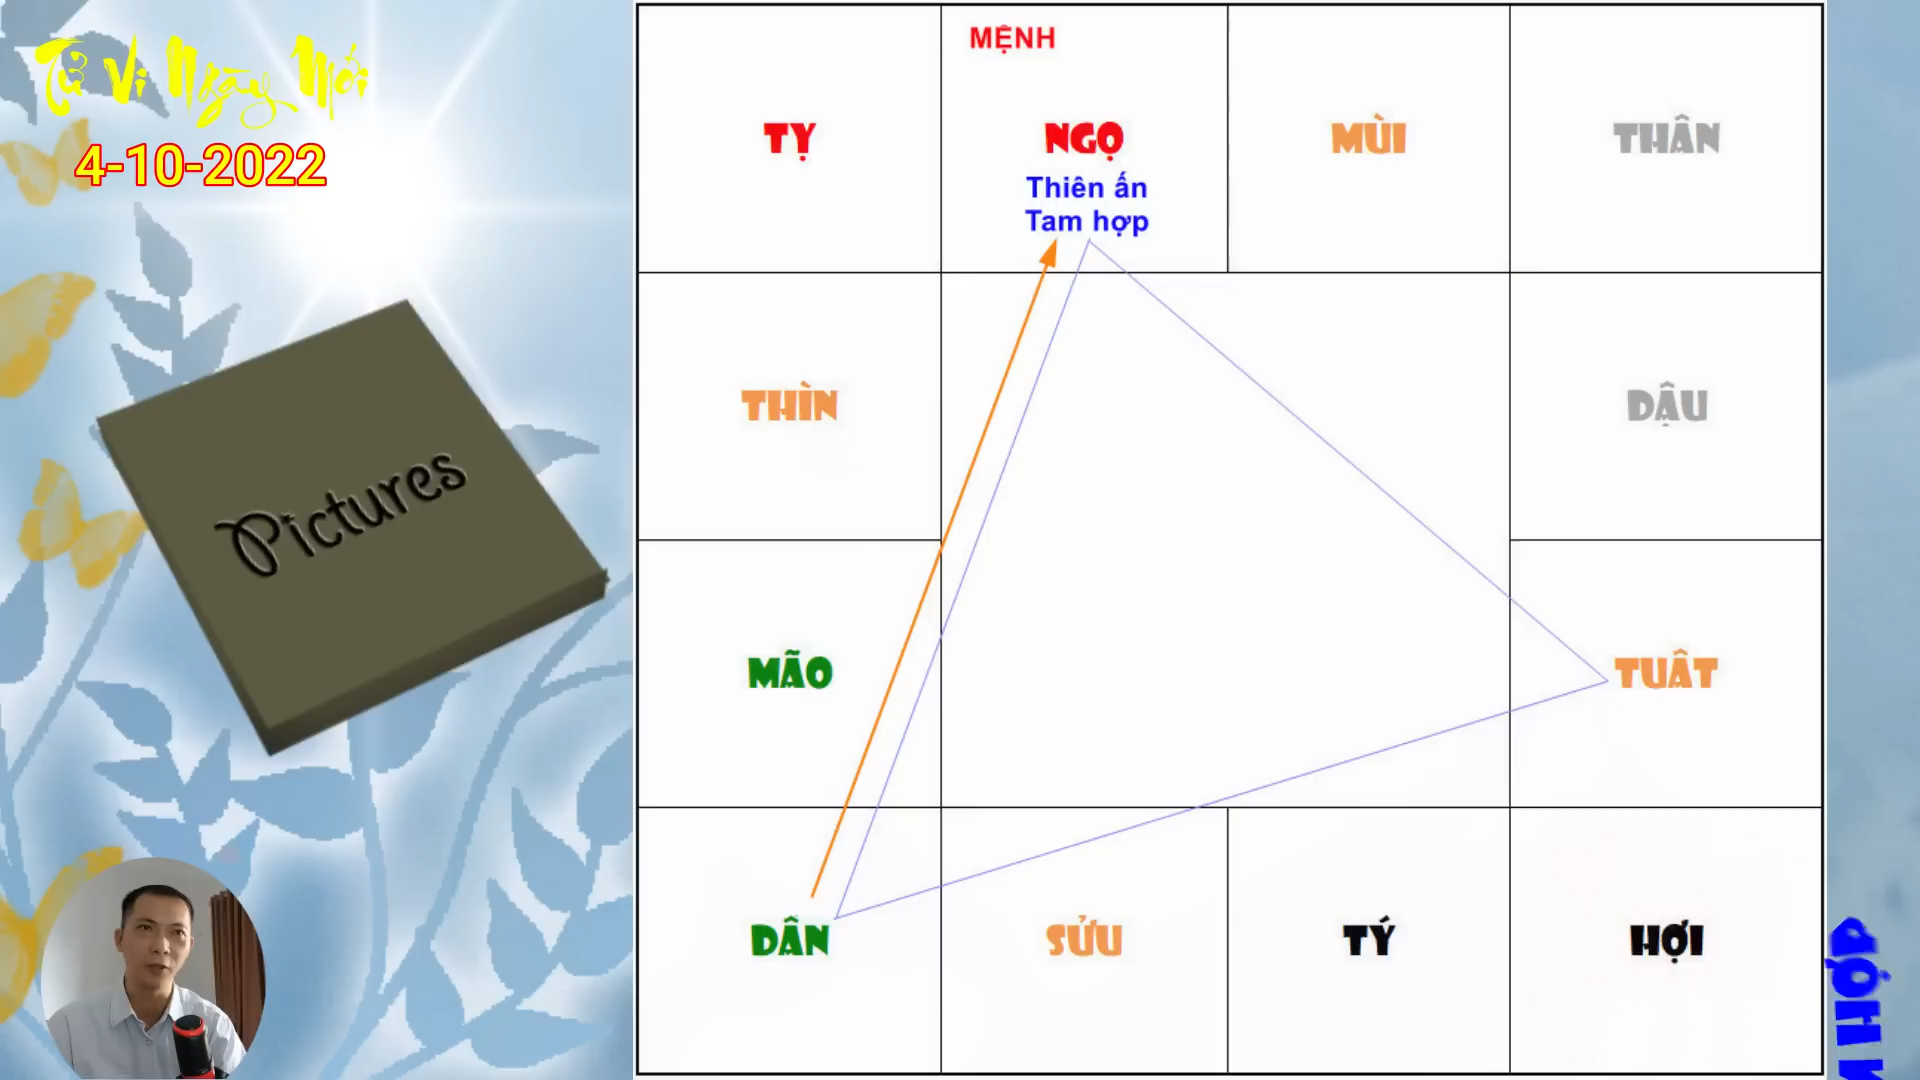 Tử Vi Ngày Mới
4-10-2022
Pictures
MỆNH
TỴ
NGỌ
MÙI
THÂN
Thiên ấn
Tam hợp
THÌN
DẬU
MÃO
TUẤT
DẦN
SỬU
TÝ
HỢI